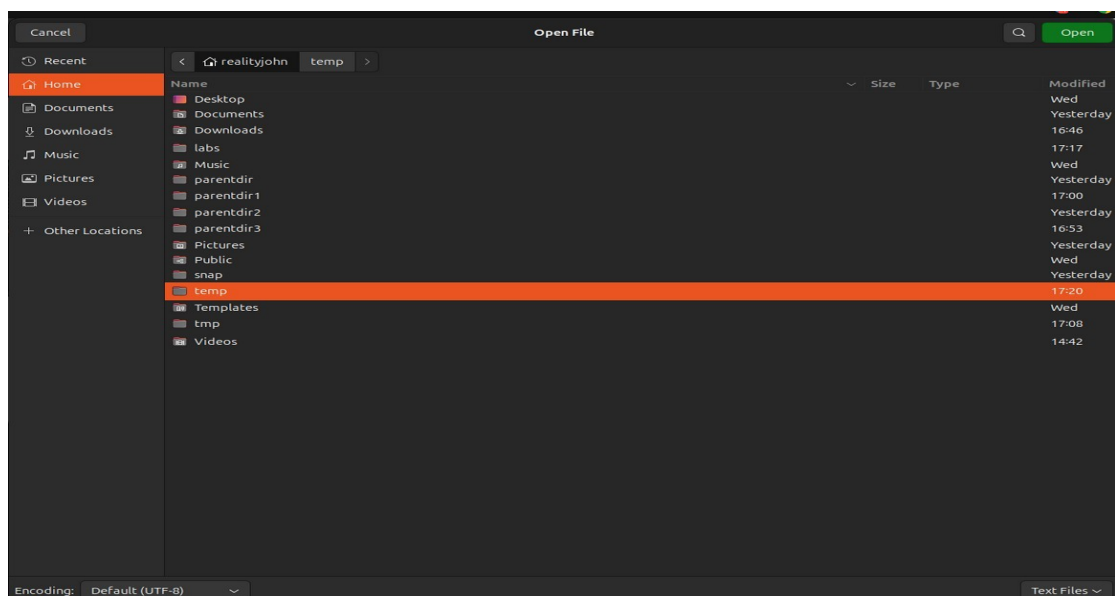 Cancel Open File Open
Recent
Home
Documents
Downloads
Music
Pictures
Videos
+ Other Locations
< realityjohn temp >
Name Size Type Modified
Desktop Wed
Documents Yesterday
Downloads 16:46
labs 17:17
Music Wed
parentdir Yesterday
parentdir1 17:00
parentdir2 Yesterday
parentdir3 16:53
Pictures Yesterday
Public Wed
snap Yesterday
temp 17:20
Templates Wed
tmp 17:08
Videos 14:42
Encoding: Default (UTF-8) Text Files